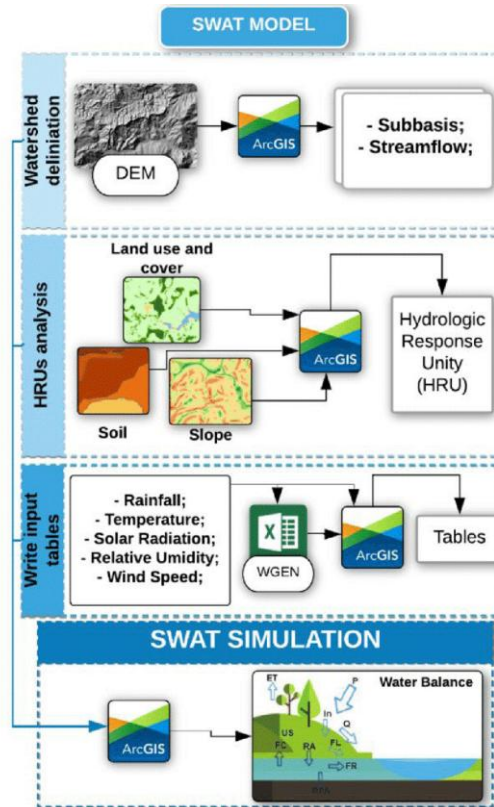 SWAT MODEL
Watershed
deliniation
DEM
ArcGIS
- Subbasis;
- Streamflow;
HRUs analysis
Land use and
cover
Soil
Slope
ArcGIS
Hydrologic
Response
Unity
(HRU)
Write input
tables
- Rainfall;
- Temperature;
- Solar Radiation;
- Relative Umidity;
- Wind Speed;
WGEN
ArcGIS
Tables
SWAT SIMULATION
ArcGIS
Water Balance
ET
P
In
Q
US
FC
RA
FL
FR